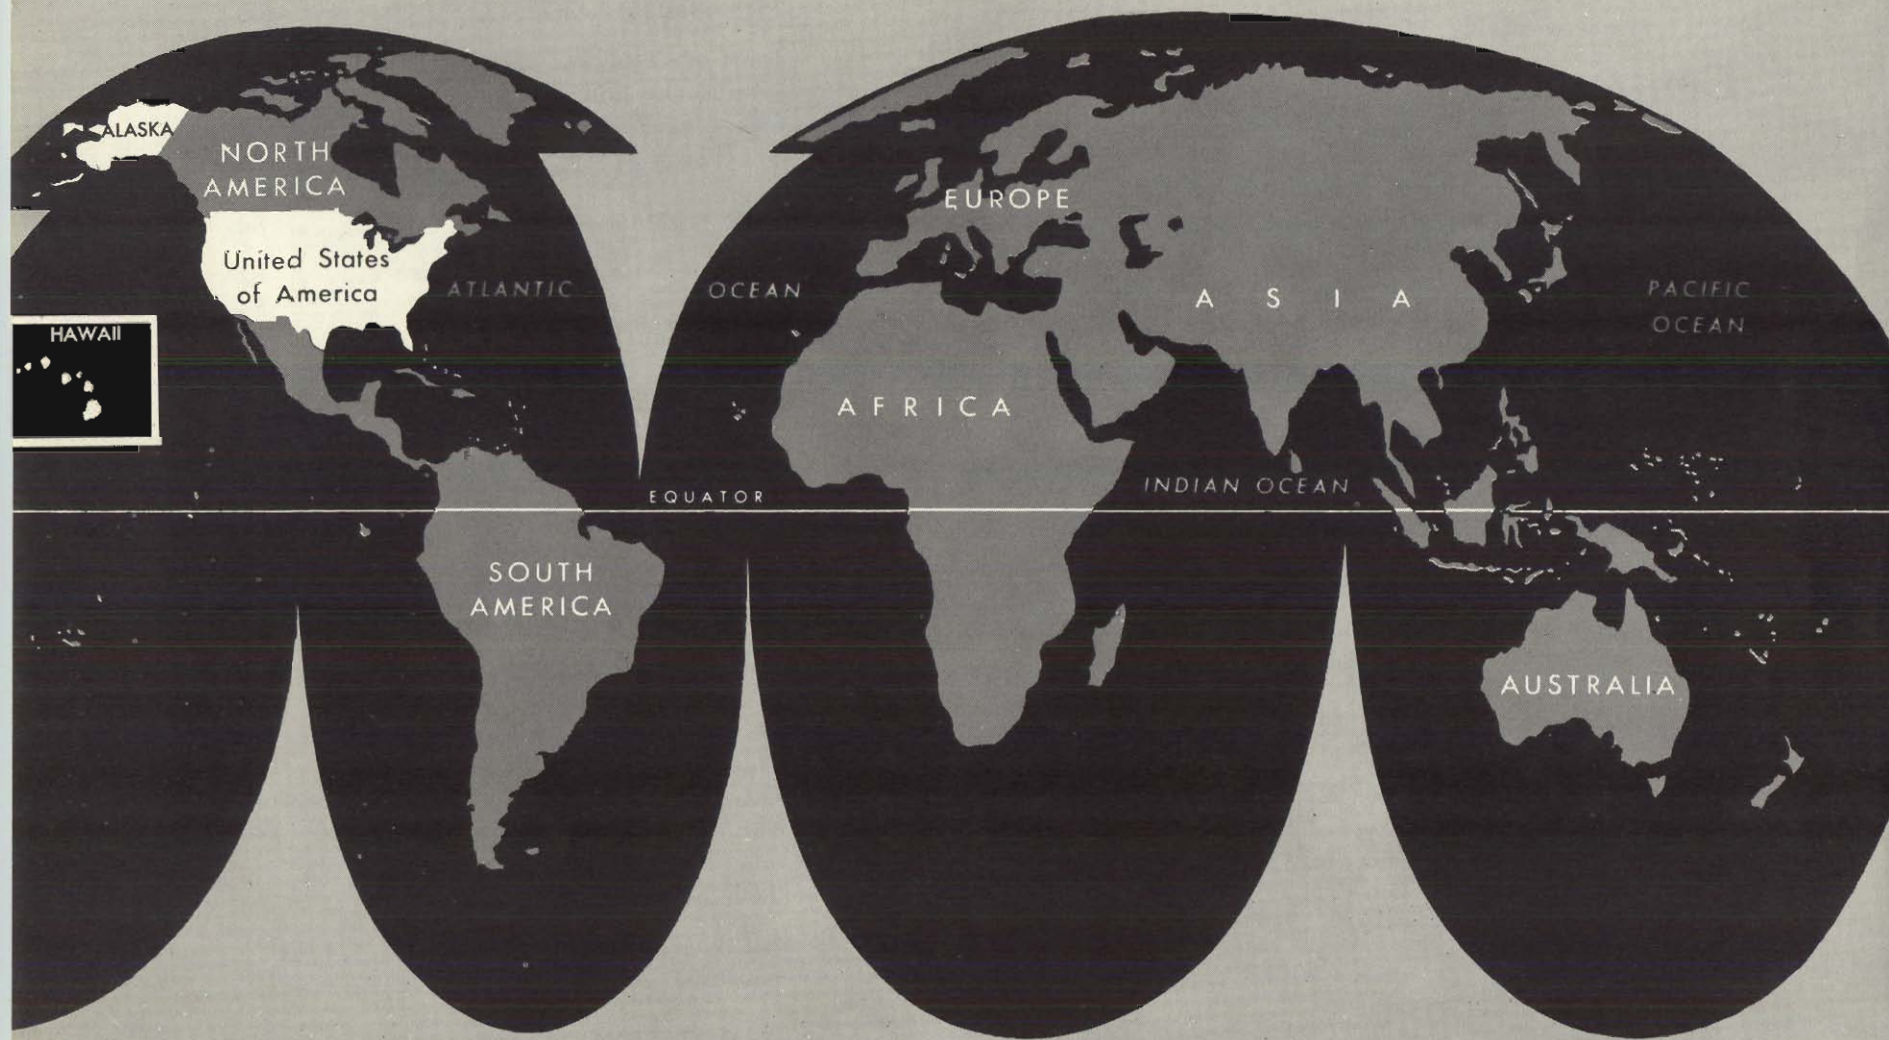 ALASKA
NORTH
AMERICA
United States
of America
HAWAII
ATLANTIC
OCEAN
EUROPE
ASIA
PACIFIC
OCEAN
AFRICA
INDIAN OCEAN
EQUATOR
SOUTH
AMERICA
AUSTRALIA